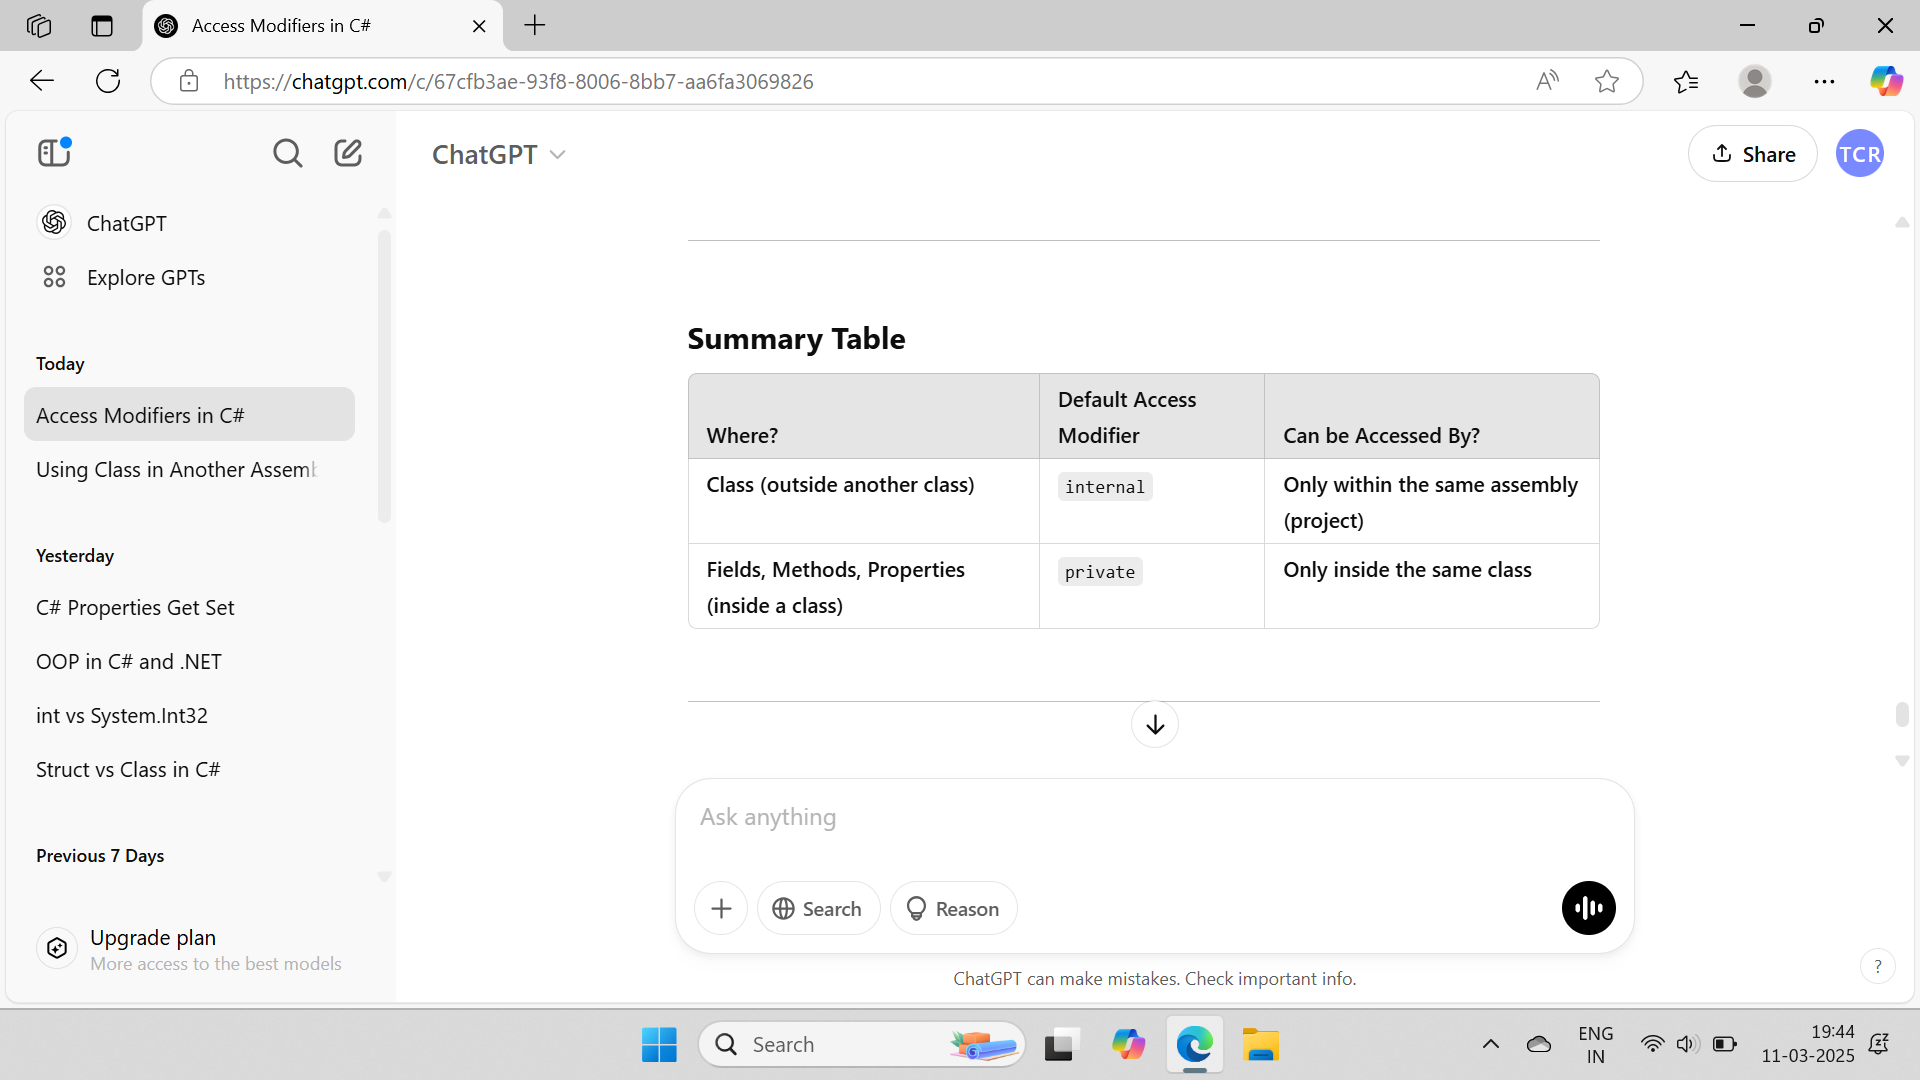 Access Modifiers in C#
https://chatgpt.com/c/67cfb3ae-93f8-8006-8bb7-aa6fa3069826
ChatGPT
Share
TCR
ChatGPT
Explore GPTs
Today
Access Modifiers in C#
Using Class in Another Assemb
Yesterday
C# Properties Get Set
OOP in C# and .NET
int vs System.Int32
Struct vs Class in C#
Previous 7 Days
Upgrade plan
More access to the best models
Summary Table
Where?
Default Access
Modifier
Can be Accessed By?
Class (outside another class)
internal
Only within the same assembly
(project)
Fields, Methods, Properties
(inside a class)
private
Only inside the same class
Ask anything
Search
Reason
ChatGPT can make mistakes. Check important info.
?
Search
ENG
IN
19:44
11-03-2025